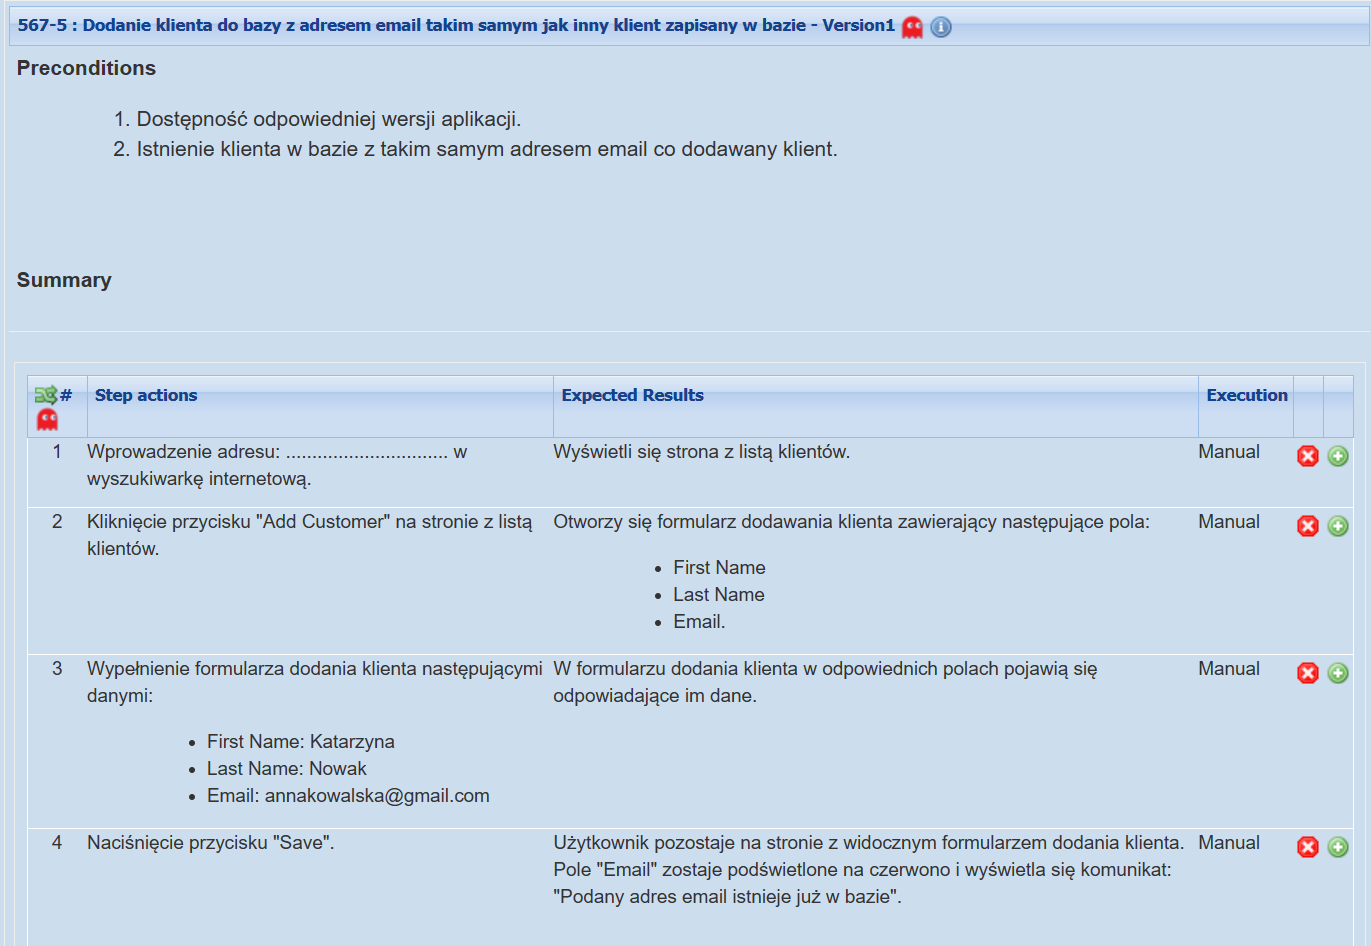 567-5 : Dodanie klienta do bazy z adresem email takim samym jak inny klient zapisany w bazie - Version1
Preconditions
1. Dostępność odpowiedniej wersji aplikacji.
2. Istnienie klienta w bazie z takim samym adresem email co dodawany klient.
Summary
# Step actions Expected Results Execution
1 Wprowadzenie adresu: ............................... w Wyświetli się strona z listą klientów. Manual
wyszukiwarkę internetową.
2 Kliknięcie przycisku "Add Customer" na stronie z listą Otworzy się formularz dodawania klienta zawierający następujące pola: Manual
klientów.
• First Name
• Last Name
• Email.
3 Wypełnienie formularza dodania klienta następującymi W formularzu dodania klienta w odpowiednich polach pojawią się Manual
danymi: odpowiadające im dane.
• First Name: Katarzyna
• Last Name: Nowak
• Email: annakowalska@gmail.com
4 Naciśnięcie przycisku "Save". Użytkownik pozostaje na stronie z widocznym formularzem dodania klienta. Manual
Pole "Email" zostaje podświetlone na czerwono i wyświetla się komunikat:
"Podany adres email istnieje już w bazie".